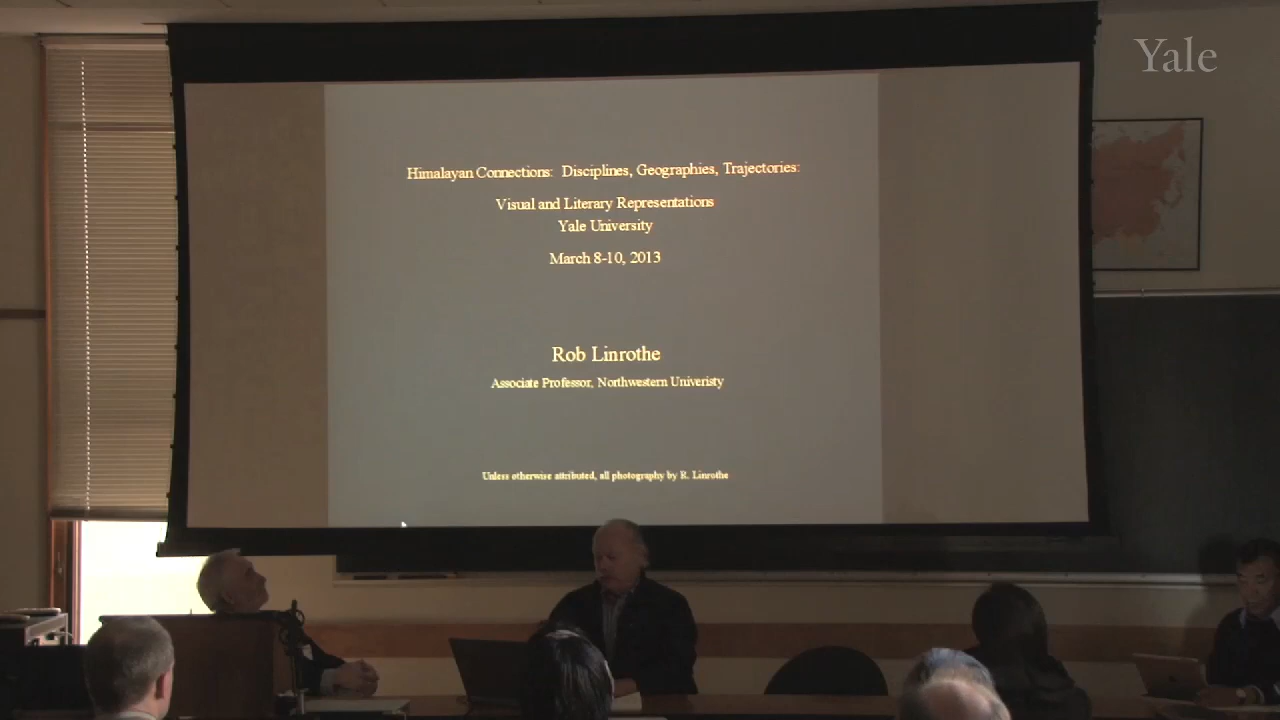 Yale
Himalayan Connections: Disciplines, Geographies, Trajectories:
Visual and Literary Representations
Yale University
March 8-10, 2013
Rob Linrothe
Associate Professor, Northwestern Univeristy
Unless otherwise attributed, all photography by R. Linrothe